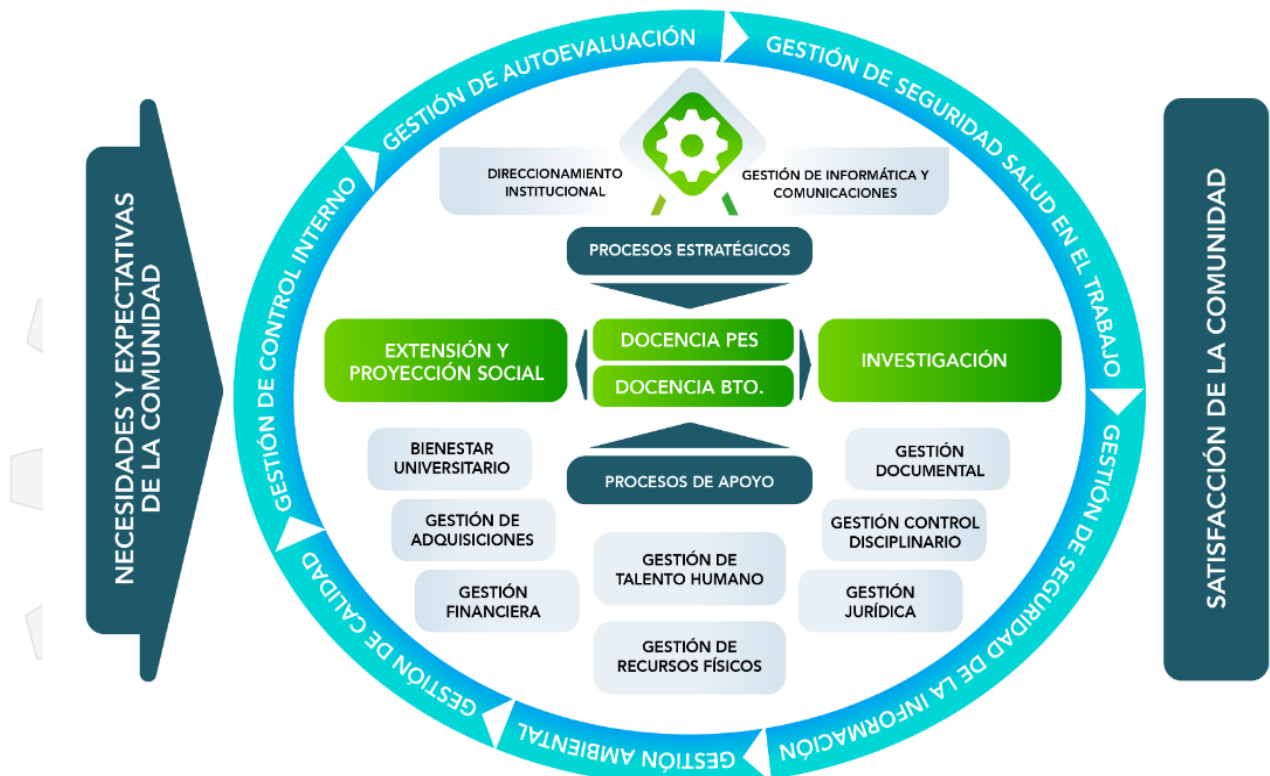 NECESIDADES Y EXPECTATIVAS
DE LA COMUNIDAD
GESTIÓN DE CONTROL INTERNO
GESTIÓN DE AUTOEVALUACIÓN
GESTIÓN DE SEGURIDAD SALUD EN EL TRABAJO
GESTIÓN DE SEGURIDAD DE LA INFORMACIÓN
GESTIÓN AMBIENTAL
GESTIÓN DE CALIDAD
DIRECCIONAMIENTO
INSTITUCIONAL
GESTIÓN DE INFORMÁTICA Y
COMUNICACIONES
PROCESOS ESTRATÉGICOS
EXTENSIÓN Y
PROYECCIÓN SOCIAL
DOCENCIA PES
DOCENCIA BTO.
INVESTIGACIÓN
BIENESTAR
UNIVERSITARIO
PROCESOS DE APOYO
GESTIÓN
DOCUMENTAL
GESTIÓN DE
ADQUISICIONES
GESTIÓN DE
TALENTO HUMANO
GESTIÓN CONTROL
DISCIPLINARIO
GESTIÓN
FINANCIERA
GESTIÓN DE
RECURSOS FÍSICOS
GESTIÓN
JURÍDICA
SATISFACCIÓN DE LA COMUNIDAD